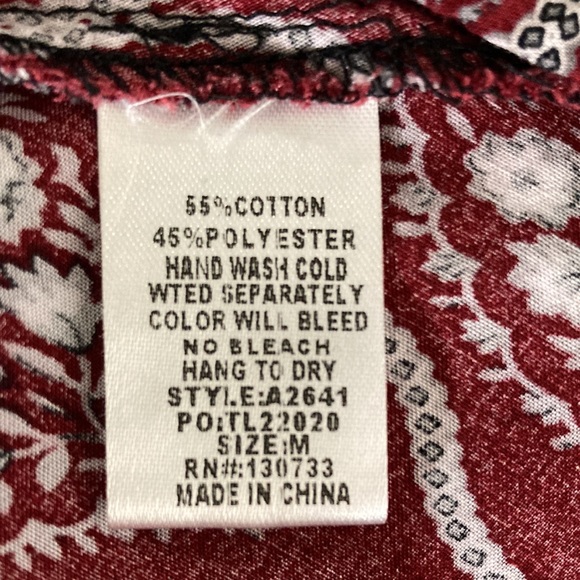 55%COTTON
45%POLYESTER
HAND WASH COLD
WTED SEPARATELY
COLOR WILL BLEED
NO BLEACH
HANG TO DRY
STYLE:A2641
PO:TL22020
SIZE:M
RN#:130733
MADE IN CHINA